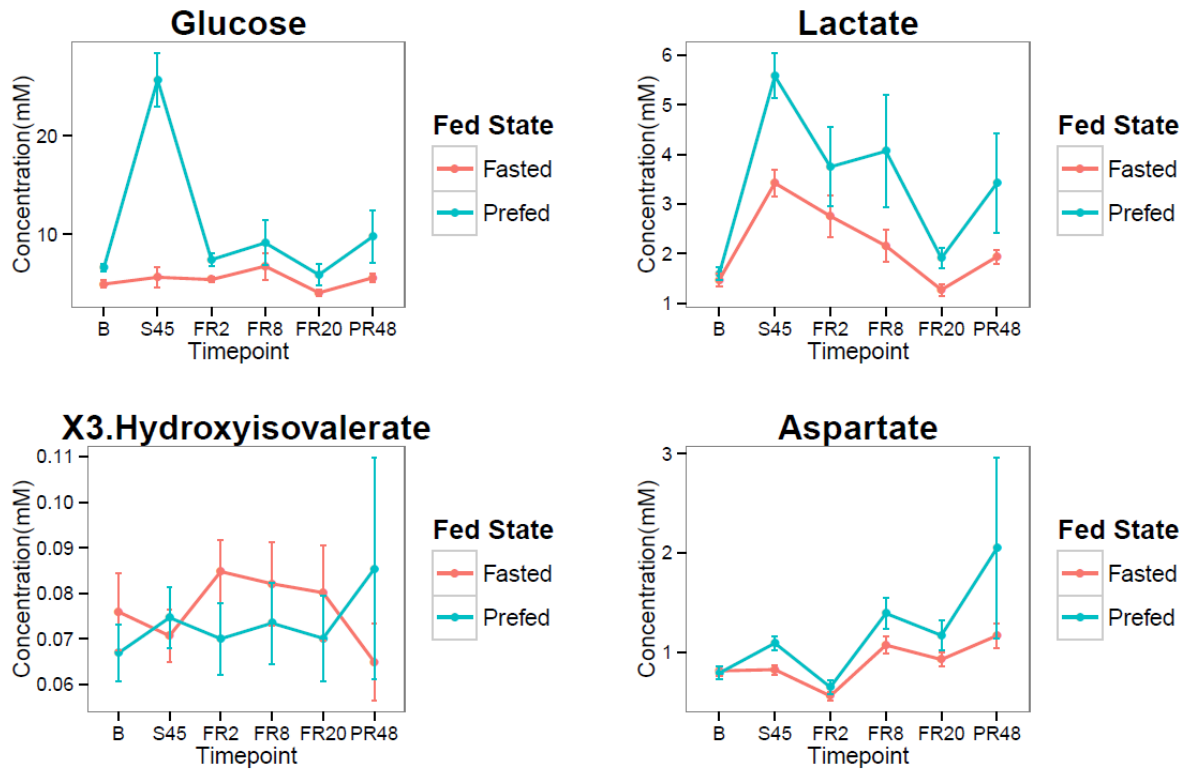 Glucose
Concentration(mM)
20
10
B S45 FR2 FR8 FR20 PR48
Timepoint
Fed State
Fasted
Prefed
Lactate
Concentration(mM)
6
5
4
3
2
1
B S45 FR2 FR8 FR20 PR48
Timepoint
Fed State
Fasted
Prefed
X3.Hydroxyisovalerate
Concentration(mM)
0.11
0.10
0.09
0.08
0.07
0.06
B S45 FR2 FR8 FR20 PR48
Timepoint
Fed State
Fasted
Prefed
Aspartate
Concentration(mM)
3
2
1
B S45 FR2 FR8 FR20 PR48
Timepoint
Fed State
Fasted
Prefed